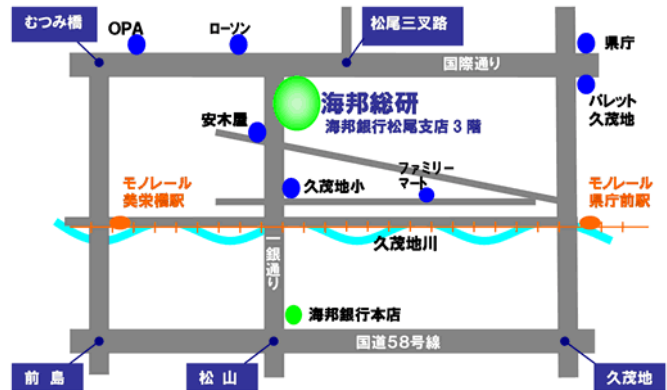 むつみ橋
OPA
ローソン
松尾三叉路
県庁
国際通り
海邦総研
海邦銀行松尾支店3階
パレット
久茂地
安木屋
ファミリー
マート
久茂地小
モノレール
美栄橋駅
モノレール
県庁前駅
久茂地川
一銀通り
海邦銀行本店
国道58号線
前島
松山
久茂地